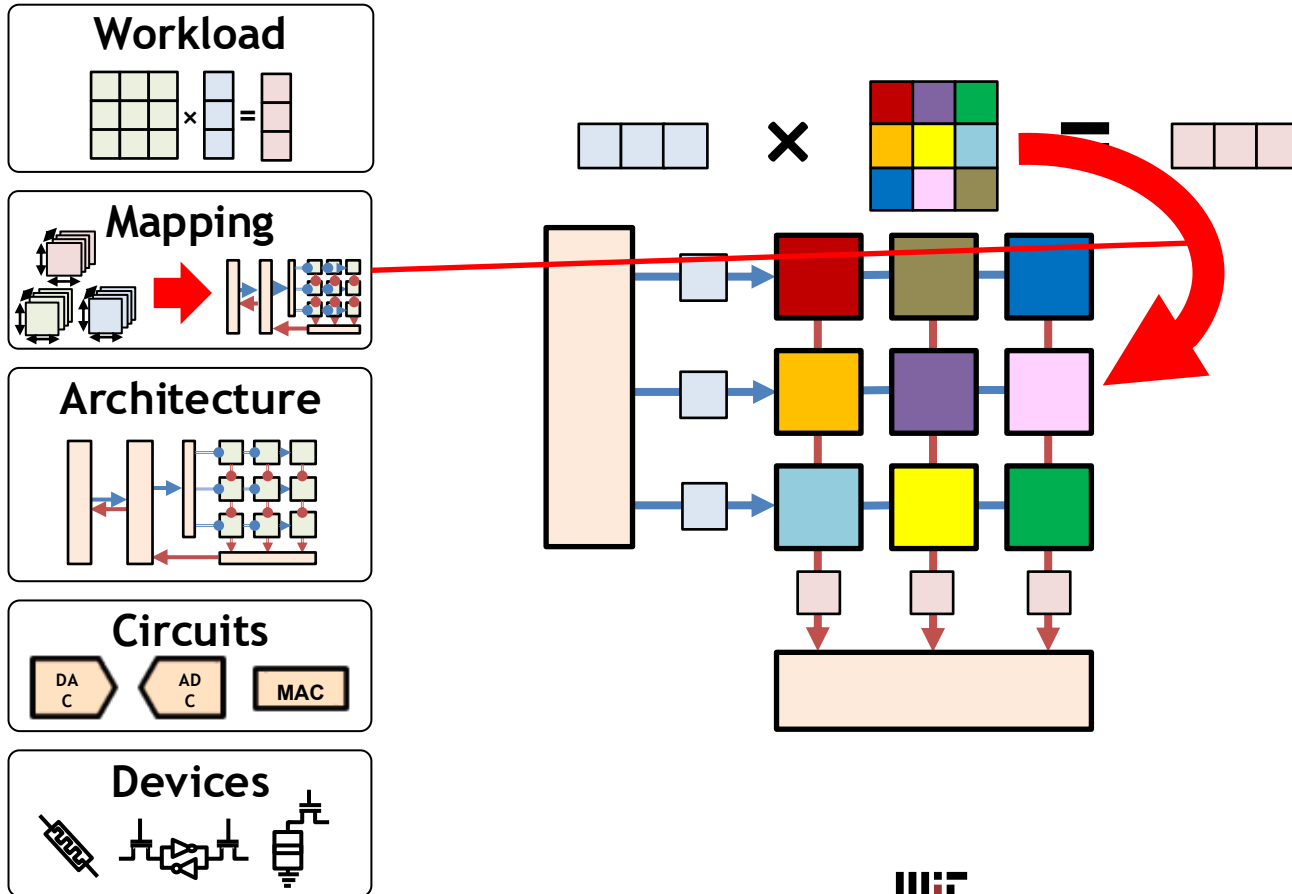 Workload
× =
× =
Mapping
Architecture
Circuits
DA
C
AD
C
MAC
Devices